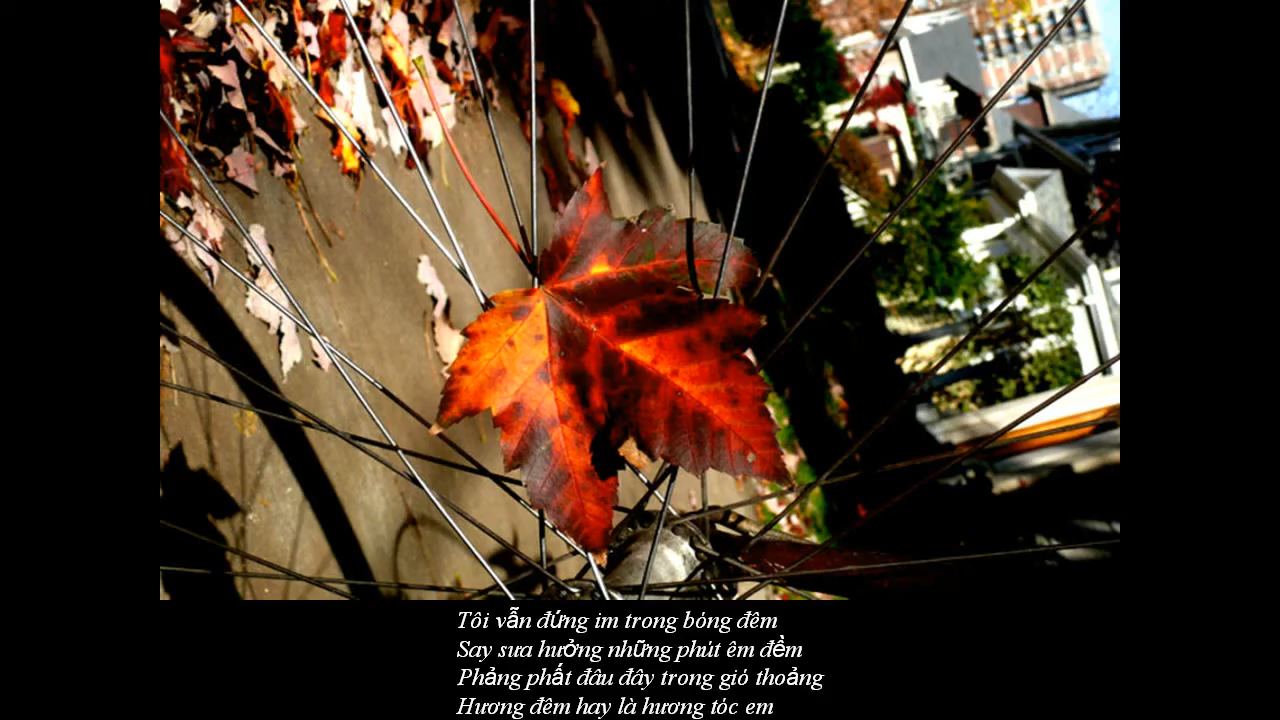 Tôi vẫn đứng im trong bóng đêm
Say sưa hưởng những phút êm đềm
Phảng phất đâu đây trong gió thoảng
Hương đêm hay là hương tóc em